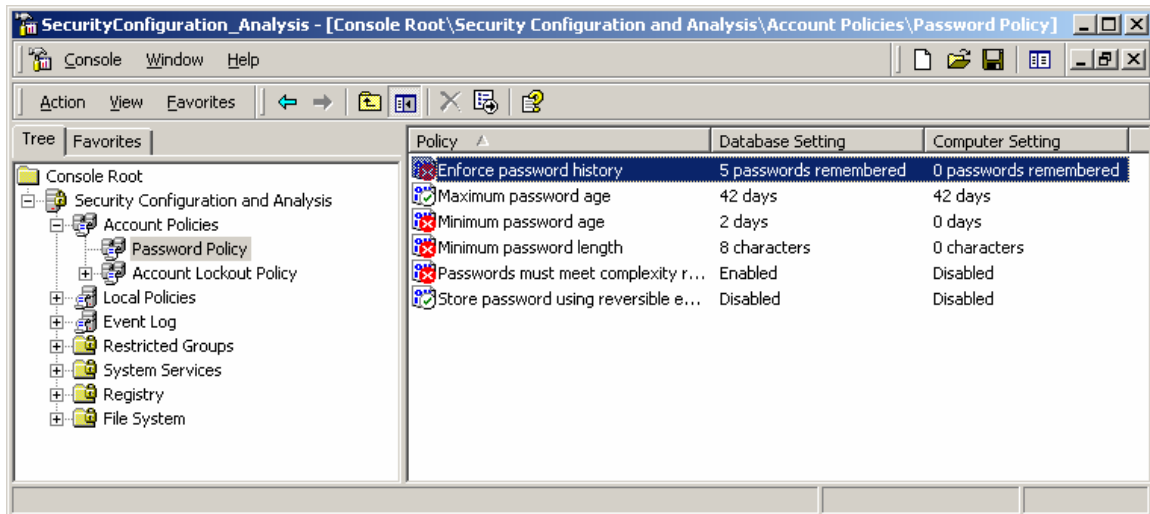 SecurityConfiguration_Analysis - [Console Root\Security Configuration and Analysis\Account Policies\Password Policy]
Console Window Help
Action View Favorites
Tree Favorites
Console Root
Security Configuration and Analysis
Account Policies
Password Policy
Account Lockout Policy
Local Policies
Event Log
Restricted Groups
System Services
Registry
File System
Policy Database Setting Computer Setting
Enforce password history 5 passwords remembered 0 passwords remembered
Maximum password age 42 days 42 days
Minimum password age 2 days 0 days
Minimum password length 8 characters 0 characters
Passwords must meet complexity r... Enabled Disabled
Store password using reversible e... Disabled Disabled